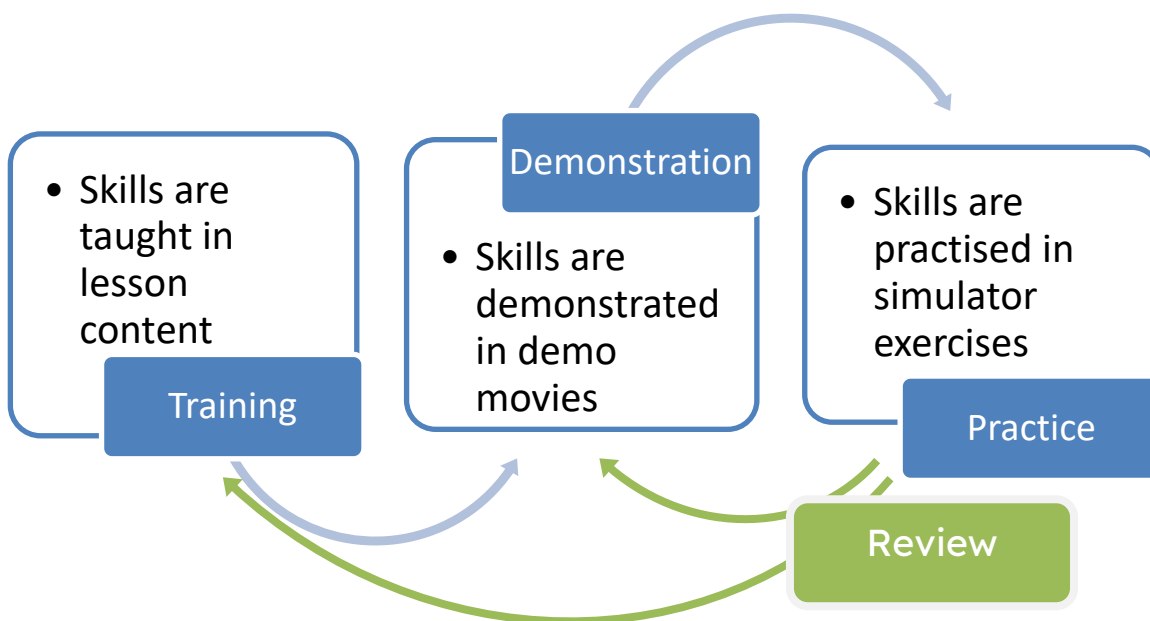 • Skills are
taught in
lesson
content
Training
Demonstration
• Skills are
demonstrated
in demo
movies
• Skills are
practised in
simulator
exercises
Practice
Review